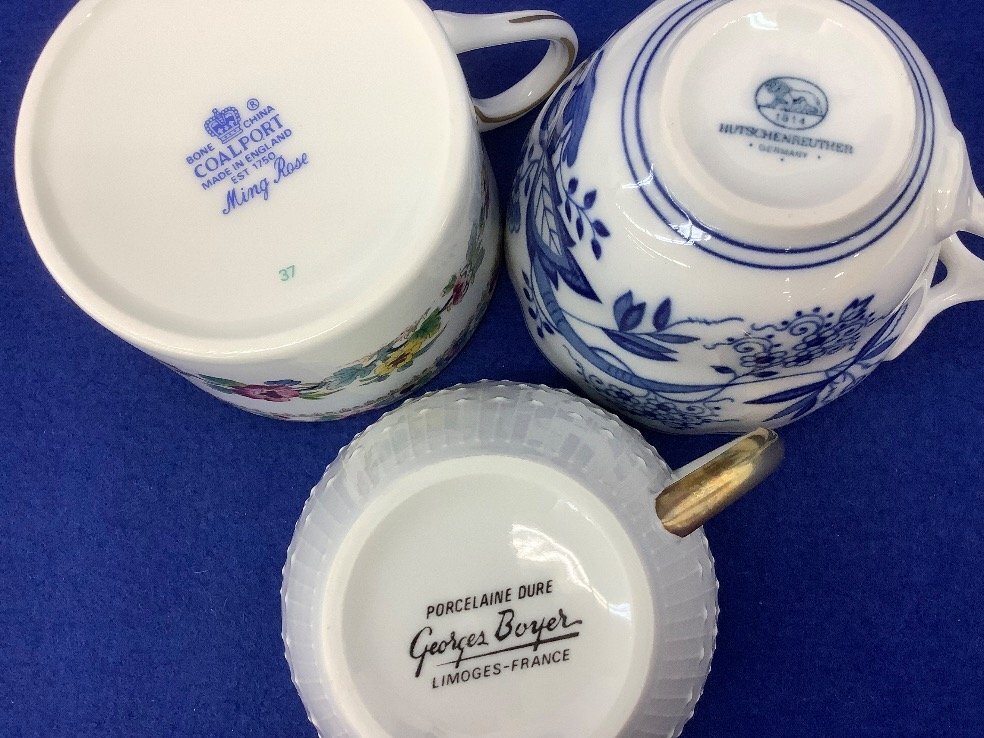 ®
BONE CHINA
COALPORT
MADE IN ENGLAND
EST 1750
Ming Rose
37
1814
HUTSCHENREUTHER
· GERMANY ·
PORCELAINE DURE
Georges Boyer
LIMOGES-FRANCE